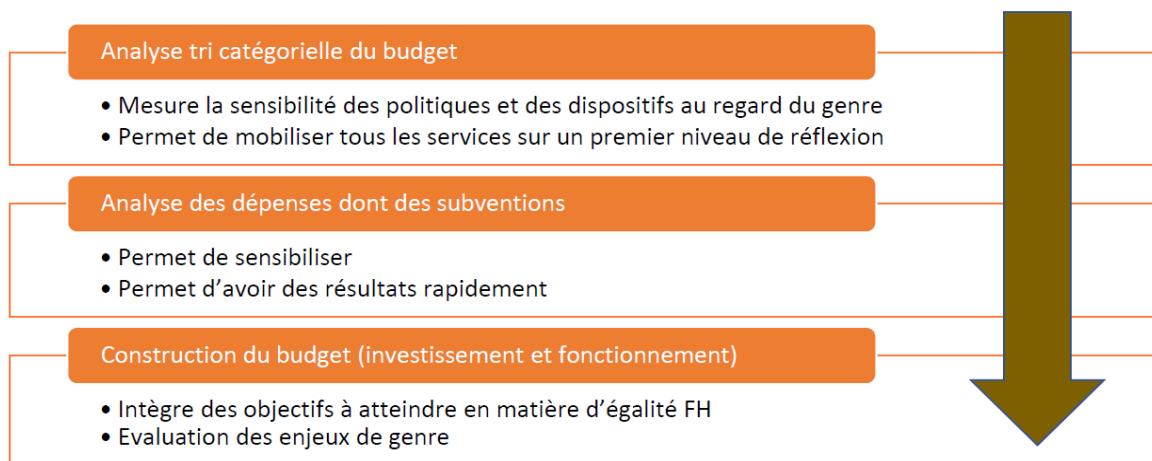 Analyse tri catégorielle du budget
• Mesure la sensibilité des politiques et des dispositifs au regard du genre
• Permet de mobiliser tous les services sur un premier niveau de réflexion
Analyse des dépenses dont des subventions
• Permet de sensibiliser
• Permet d’avoir des résultats rapidement
Construction du budget (investissement et fonctionnement)
• Intègre des objectifs à atteindre en matière d’égalité FH
• Evaluation des enjeux de genre